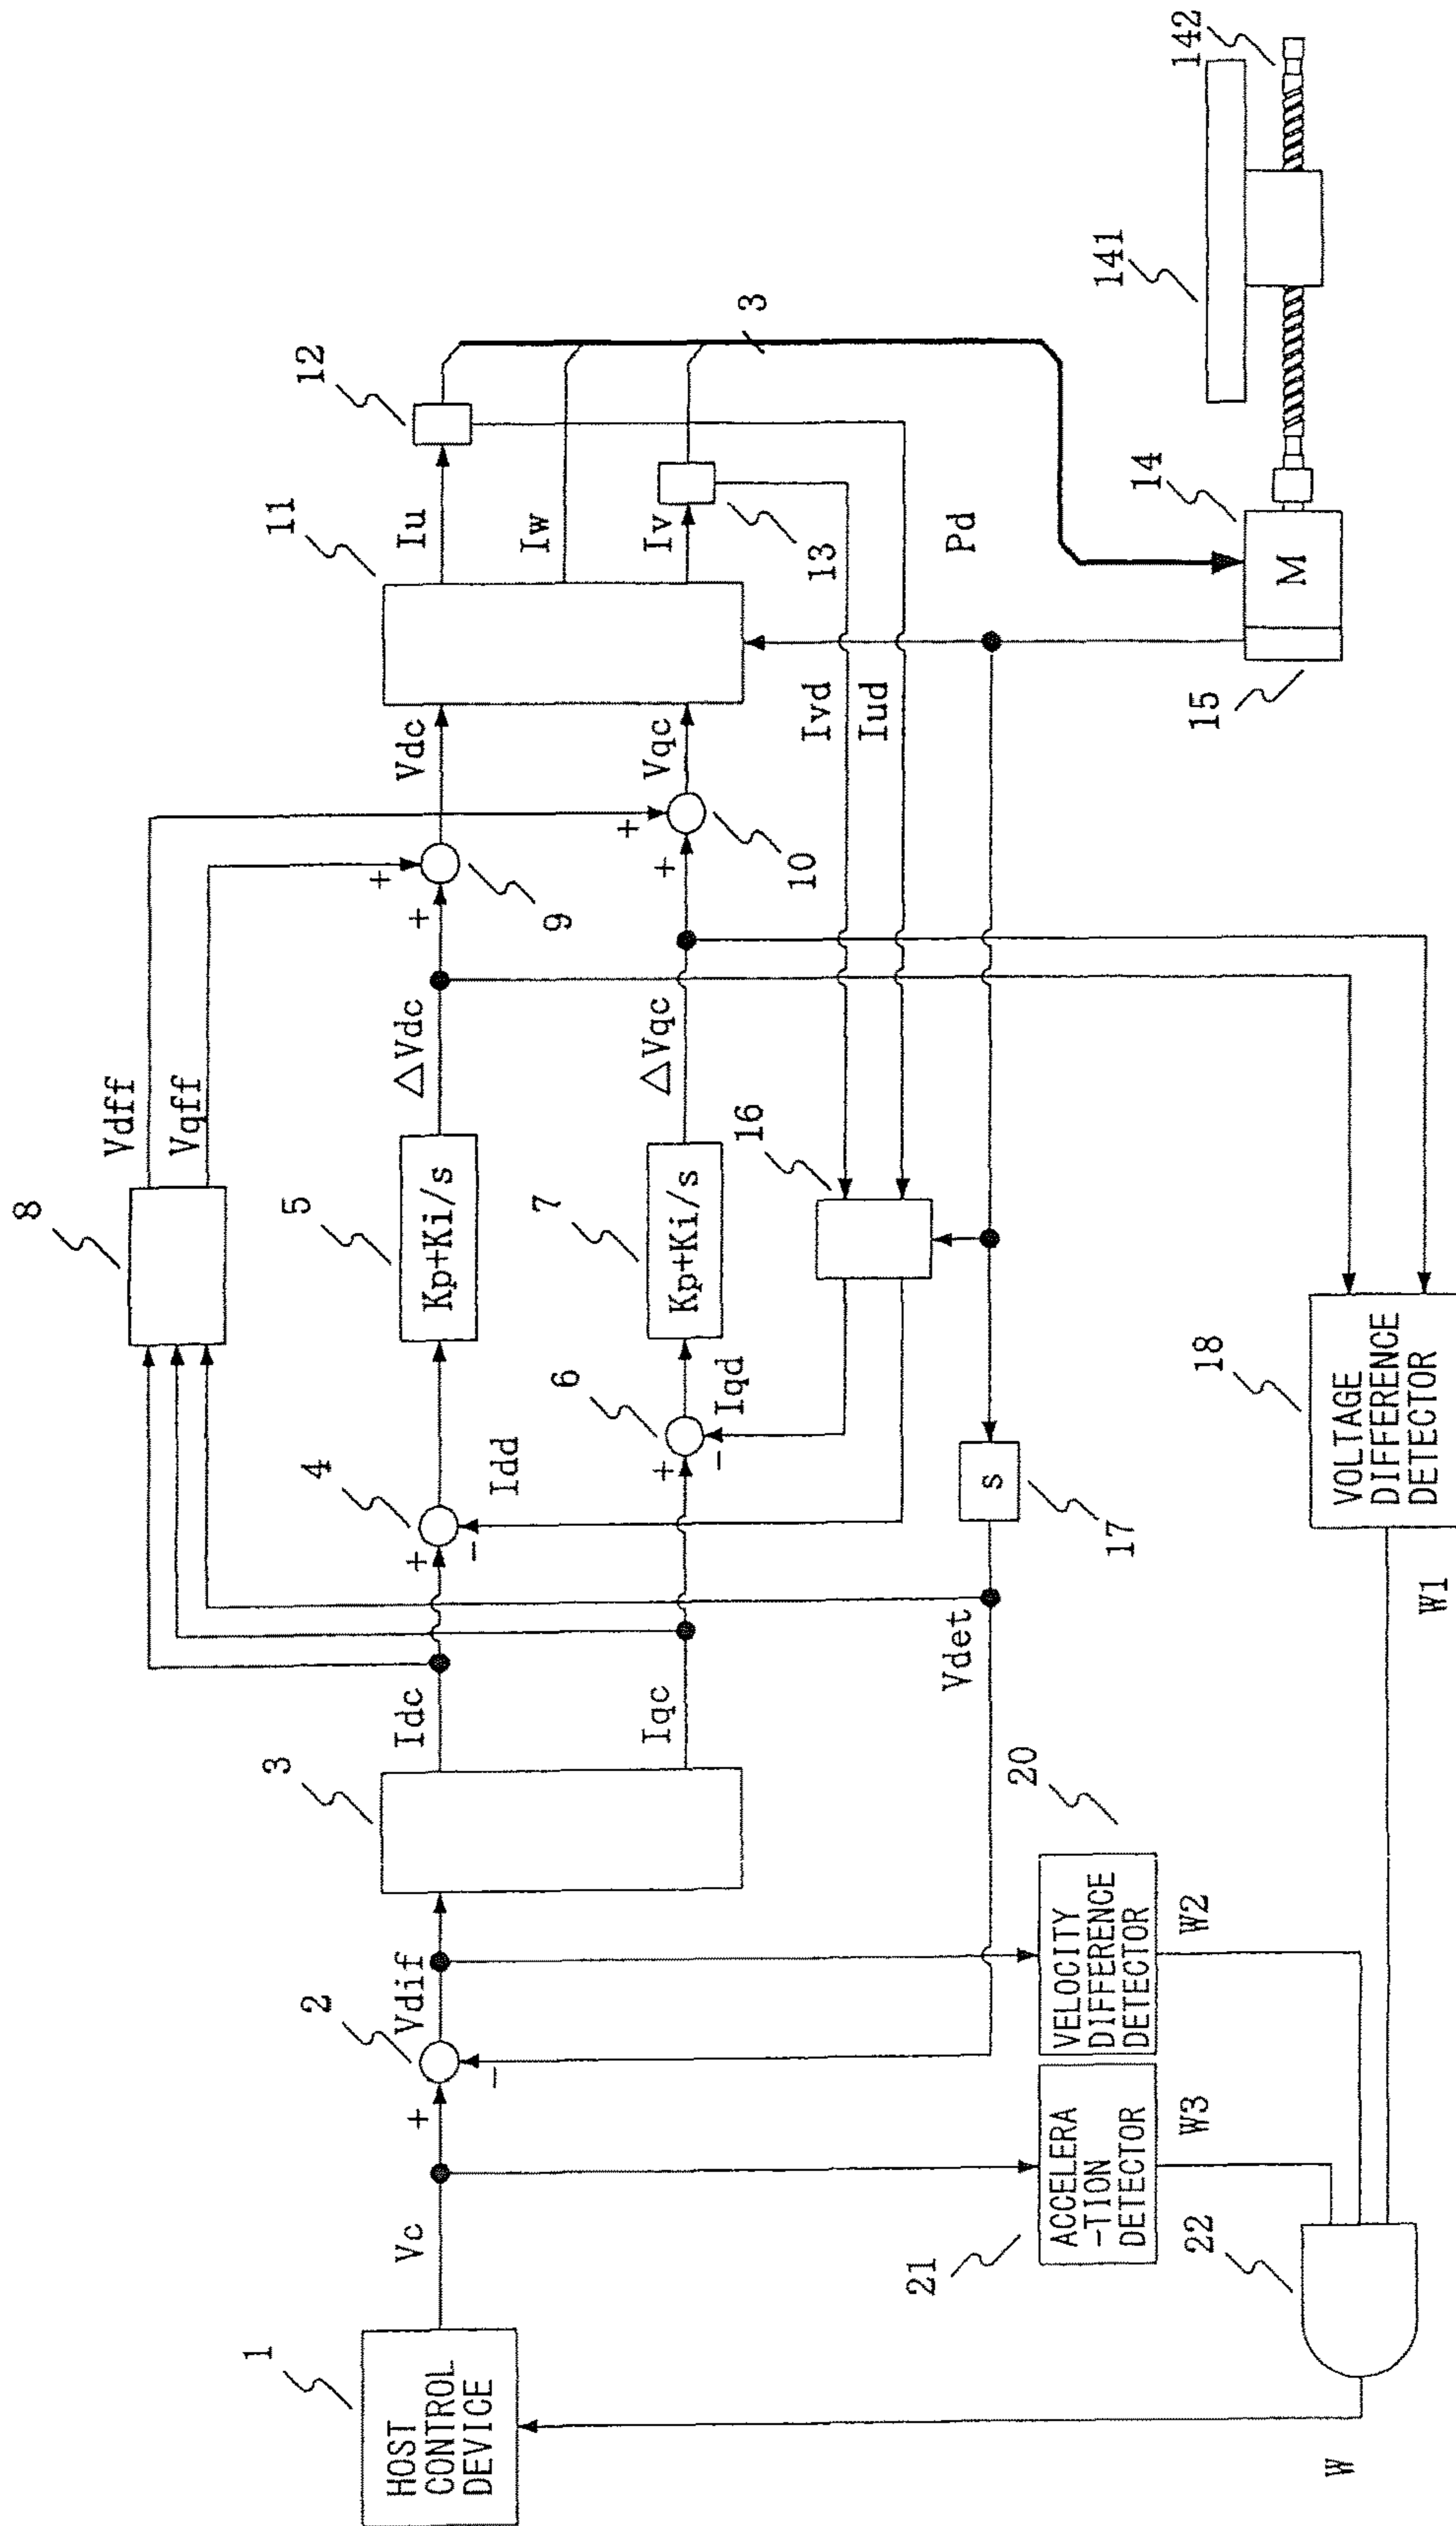 1
HOST
CONTROL
DEVICE
Vc
+
-
2
Vdif
3
Idc
Iqc
+
-
4
Idd
+
-
6
Iqd
5
Kp+Ki/s
7
Kp+Ki/s
8
Vdff
Vqff
△Vdc
△Vqc
+
+
9
+
+
10
Vdc
Vqc
11
Iu
Iw
Iv
12
13
3
Ivd
Iud
Pd
16
s
17
Vdet
14
M
15
141
142
18
VOLTAGE
DIFFERENCE
DETECTOR
W1
20
VELOCITY
DIFFERENCE
DETECTOR
W2
21
ACCELERA
-TION
DETECTOR
W3
22
W